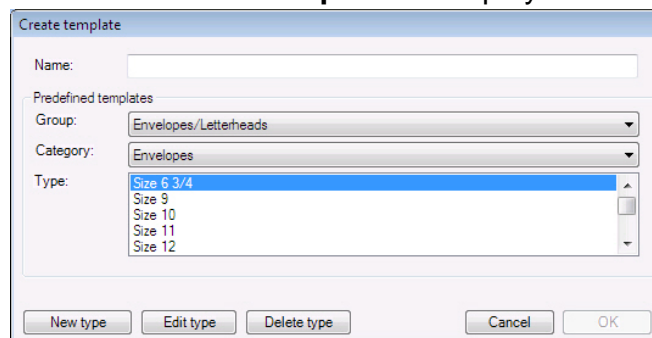 Create template
Name:
Predefined templates
Group: Envelopes/Letterheads
Category: Envelopes
Type: Size 6 3/4
Size 9
Size 10
Size 11
Size 12
New type Edit type Delete type Cancel OK